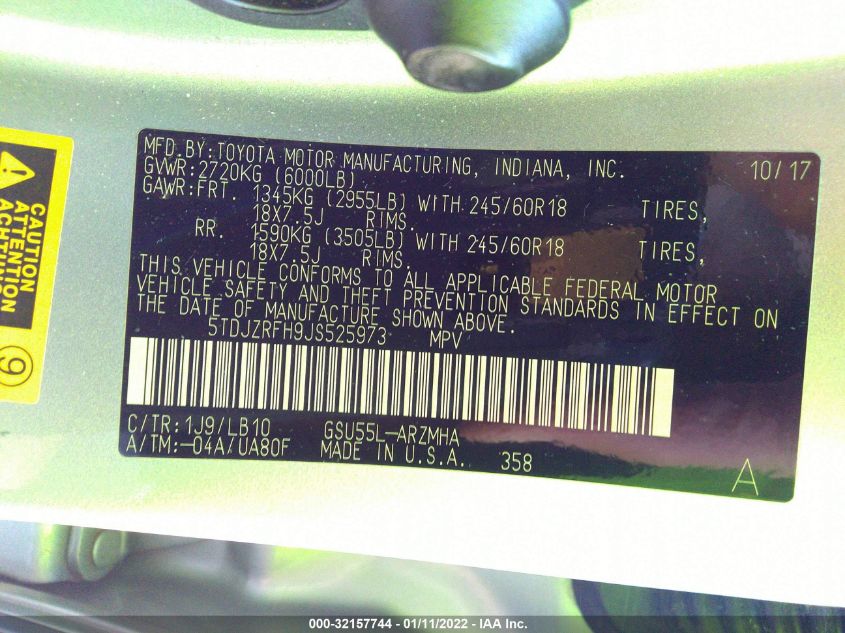 MFD.BY:TOYOTA MOTOR MANUFACTURING, INDIANA, INC. 10/17
GVWR:2720KG (6000LB)
GAWR:FRT. 1345KG (2955LB) WITH 245/60R18 TIRES,
18X7.5J RIMS.
RR. 1590KG (3505LB) WITH 245/60R18 TIRES,
18X7.5J RIMS.
THIS VEHICLE CONFORMS TO ALL APPLICABLE FEDERAL MOTOR
VEHICLE SAFETY AND THEFT PREVENTION STANDARDS IN EFFECT ON
THE DATE OF MANUFACTURE SHOWN ABOVE.
5TDJZRFH9JS525973 MPV
C/TR:1J9/LB10 GSU55L-ARZMHA
A/TM:-04A/UA80F MADE IN U.S.A. 358
A
CAUTION
ATTENTION
ACHTUNG
9
000-32157744 - 01/11/2022 - IAA Inc.